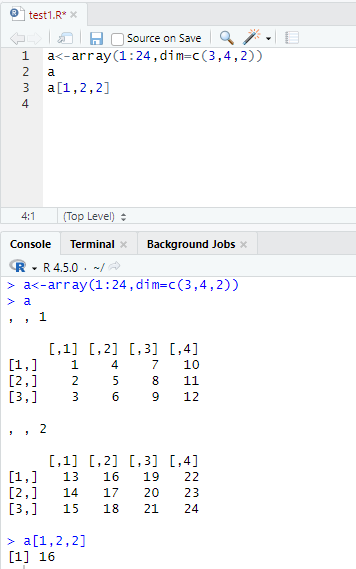 test1.R*
Source on Save
1 a<-array(1:24,dim=c(3,4,2))
2 a
3 a[1,2,2]
4
4:1 (Top Level)
Console Terminal Background Jobs
R 4.5.0 · ~/
> a<-array(1:24,dim=c(3,4,2))
> a
, , 1
     [,1] [,2] [,3] [,4]
[1,]    1    4    7   10
[2,]    2    5    8   11
[3,]    3    6    9   12
, , 2
     [,1] [,2] [,3] [,4]
[1,]   13   16   19   22
[2,]   14   17   20   23
[3,]   15   18   21   24
> a[1,2,2]
[1] 16